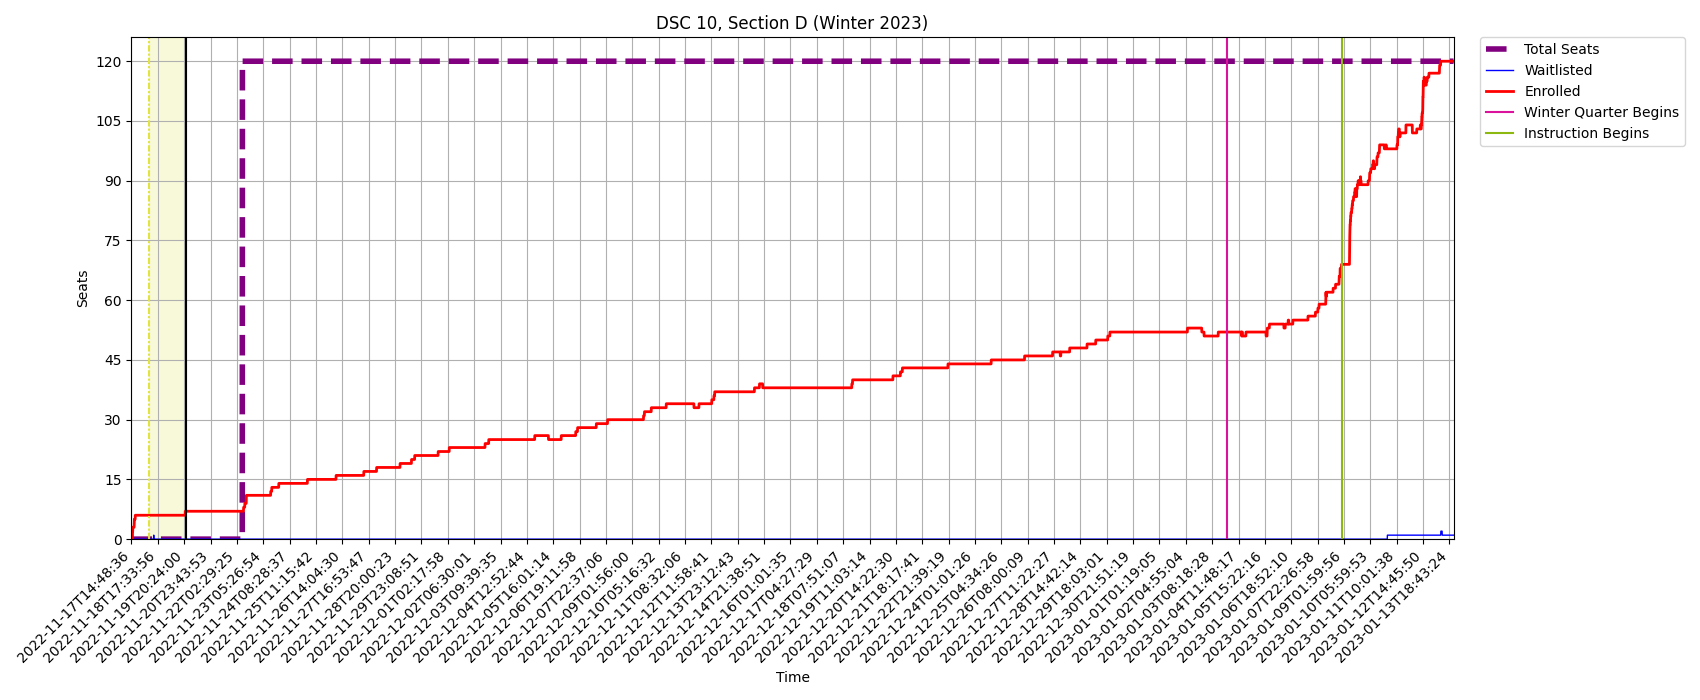 DSC 10, Section D (Winter 2023)
Total Seats
Waitlisted
Enrolled
Winter Quarter Begins
Instruction Begins
120
105
90
75
60
45
30
15
0
Seats
2022-11-17T14:48:36
2022-11-18T17:33:56
2022-11-19T20:24:00
2022-11-20T23:43:53
2022-11-22T02:29:25
2022-11-23T05:26:54
2022-11-24T08:28:37
2022-11-25T11:15:42
2022-11-26T14:04:30
2022-11-27T16:53:47
2022-11-28T20:00:23
2022-11-29T23:08:51
2022-12-01T02:17:58
2022-12-02T06:30:01
2022-12-03T09:39:35
2022-12-04T12:52:44
2022-12-05T16:01:14
2022-12-06T19:11:58
2022-12-07T22:37:06
2022-12-09T01:56:00
2022-12-10T05:16:32
2022-12-11T08:32:06
2022-12-12T11:58:41
2022-12-13T23:12:43
2022-12-14T21:38:51
2022-12-16T01:01:35
2022-12-17T04:27:29
2022-12-18T07:51:07
2022-12-19T11:03:14
2022-12-20T14:22:30
2022-12-21T18:17:41
2022-12-22T21:39:19
2022-12-24T01:01:26
2022-12-25T04:34:26
2022-12-26T08:00:09
2022-12-27T11:22:27
2022-12-28T14:42:14
2022-12-29T18:03:01
2022-12-30T21:51:19
2023-01-01T01:19:05
2023-01-02T04:55:04
2023-01-03T08:18:28
2023-01-04T11:48:17
2023-01-05T15:22:16
2023-01-06T18:52:10
2023-01-07T22:26:58
2023-01-09T01:59:56
2023-01-10T05:59:53
2023-01-11T10:01:38
2023-01-12T14:45:50
2023-01-13T18:43:24
Time